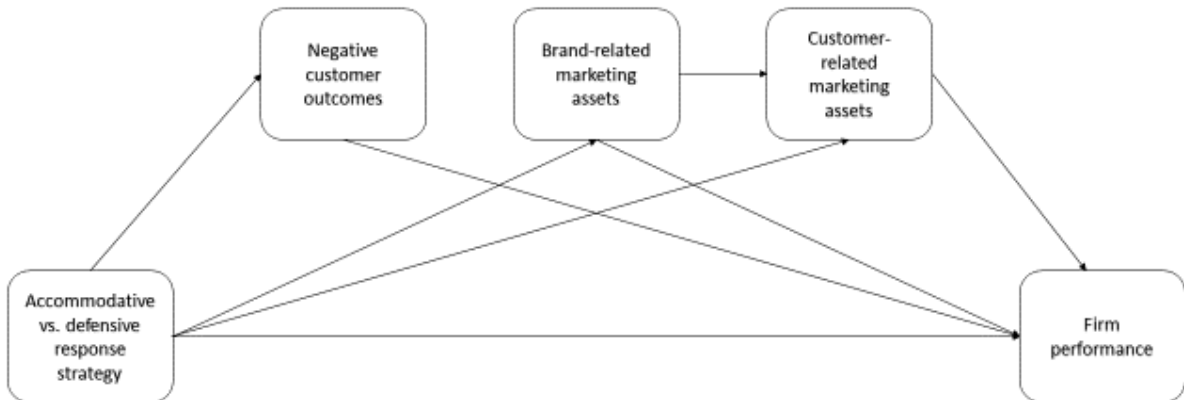 Negative
customer
outcomes
Brand-related
marketing
assets
Customer-
related
marketing
assets
Accommodative
vs. defensive
response
strategy
Firm
performance